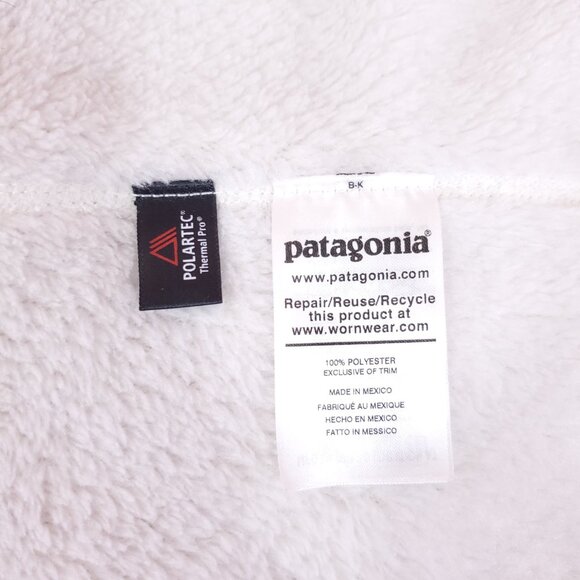 POLARTEC®
Thermal Pro®
B-K
patagonia®
www.patagonia.com
Repair/Reuse/Recycle
this product at
www.wornwear.com
100% POLYESTER
EXCLUSIVE OF TRIM
MADE IN MEXICO
FABRIQUÉ AU MEXIQUE
HECHO EN MEXICO
FATTO IN MESSICO